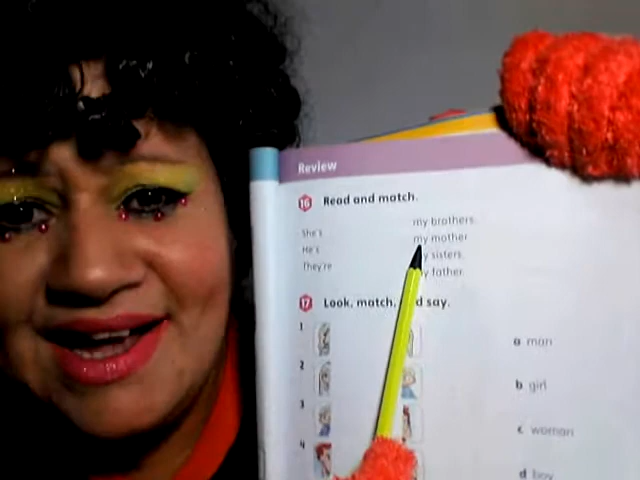 Review
16 Read and match.
She's my brothers.
He's my mother.
They're my sisters.
my father.
17 Look, match, and say.
1 a man
2 b girl
3 c woman
4 d boy